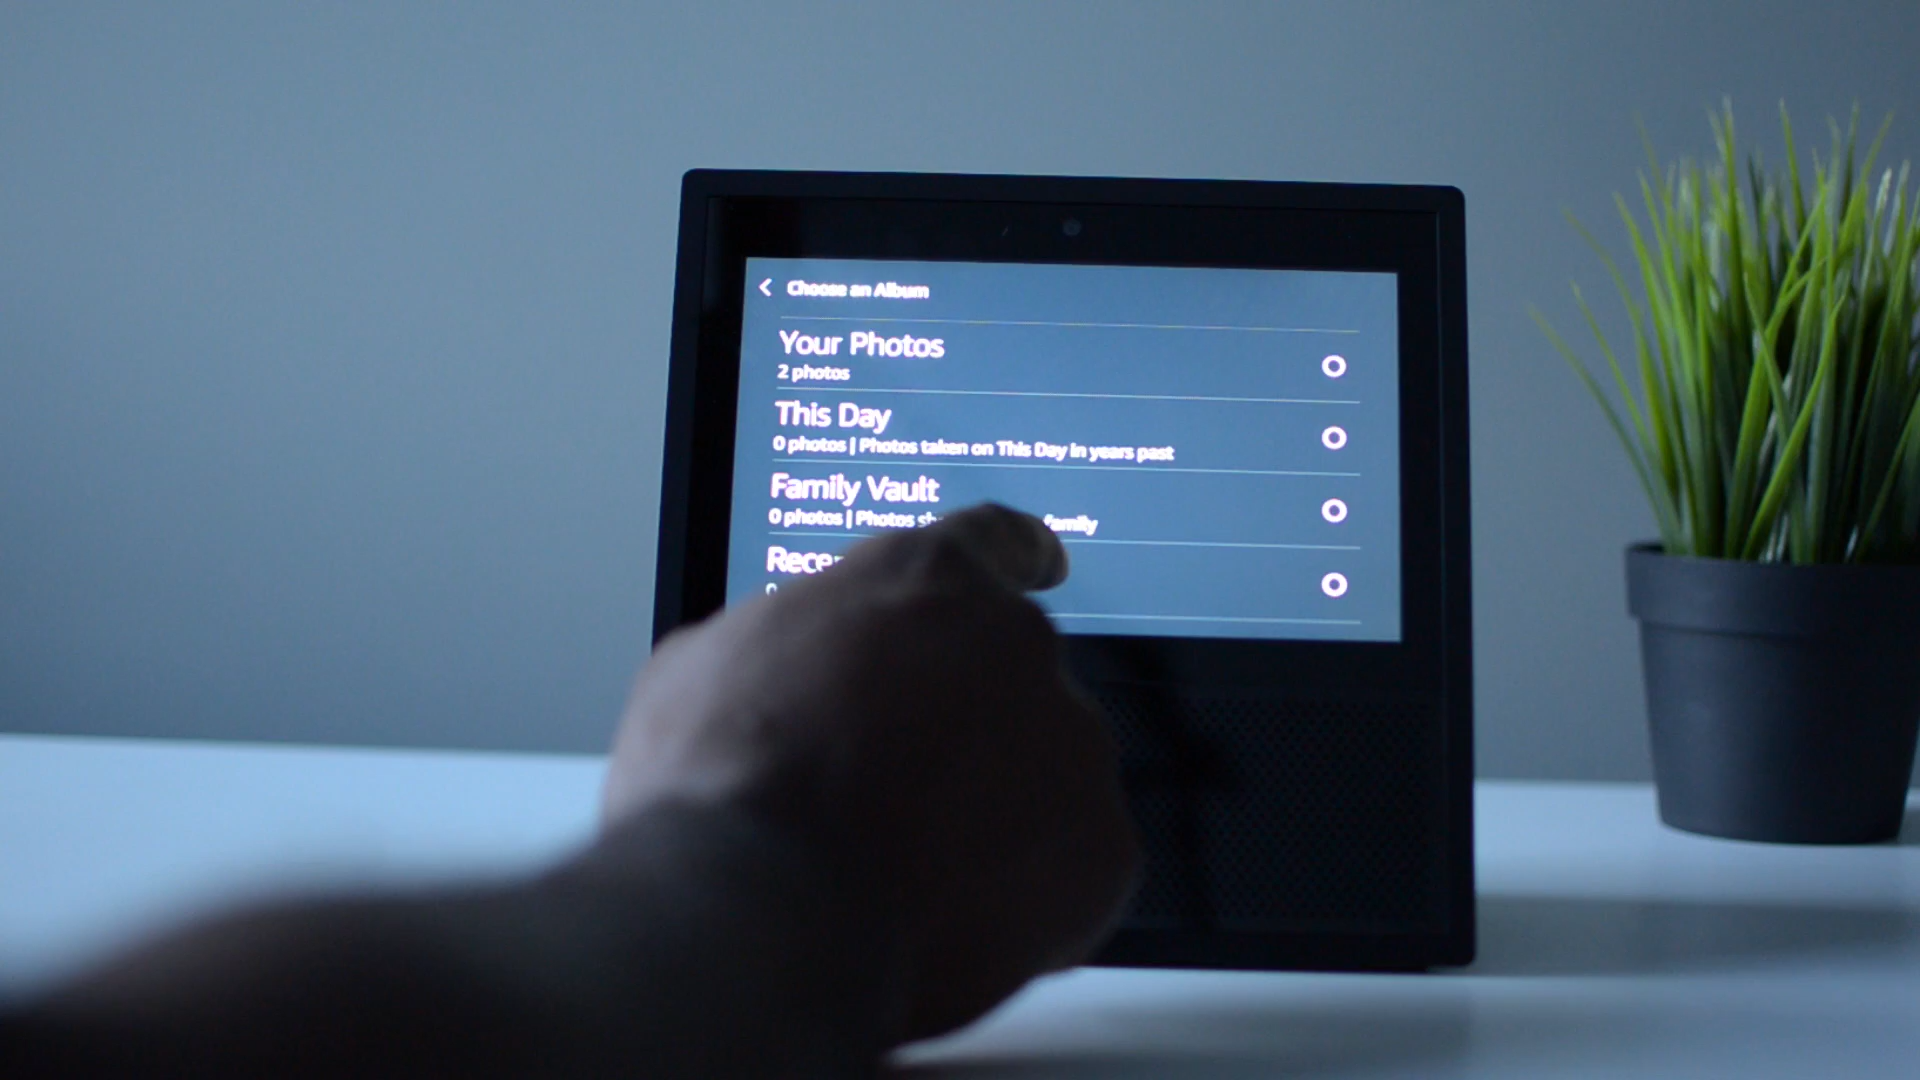 < Choose an Album
Your Photos
2 photos
This Day
0 photos | Photos taken on This Day in years past
Family Vault
0 photos | Photos family